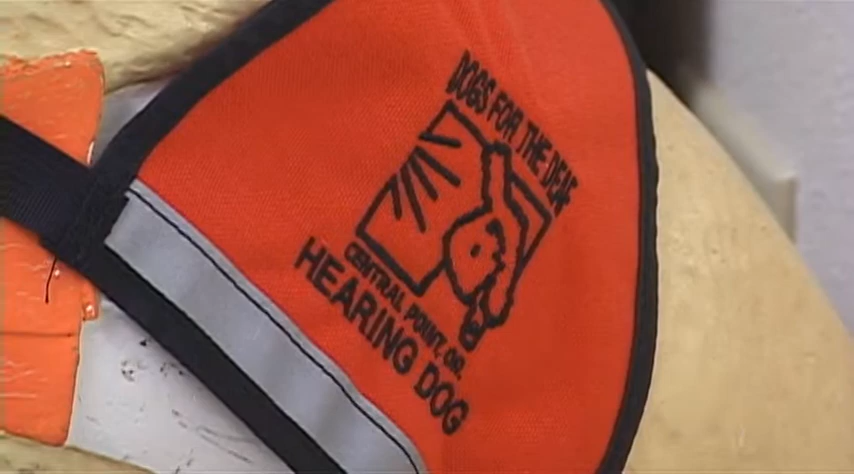 DOGS FOR THE DEAF
CENTRAL POINT, OR.
HEARING DOG